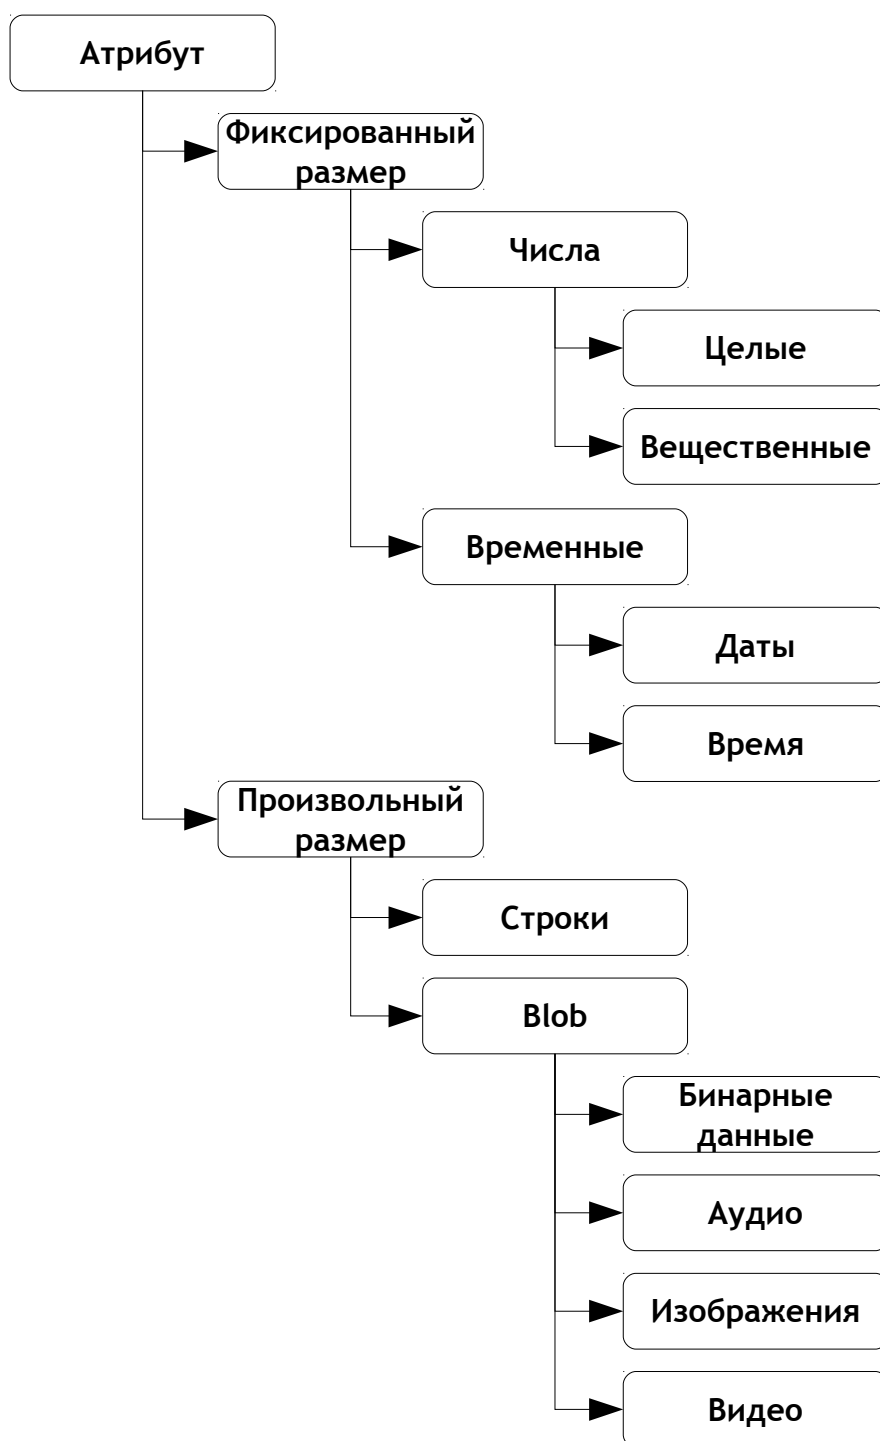 Атрибут
Фиксированный
размер
Числа
Целые
Вещественные
Временные
Даты
Время
Произвольный
размер
Строки
Blob
Бинарные
данные
Аудио
Изображения
Видео